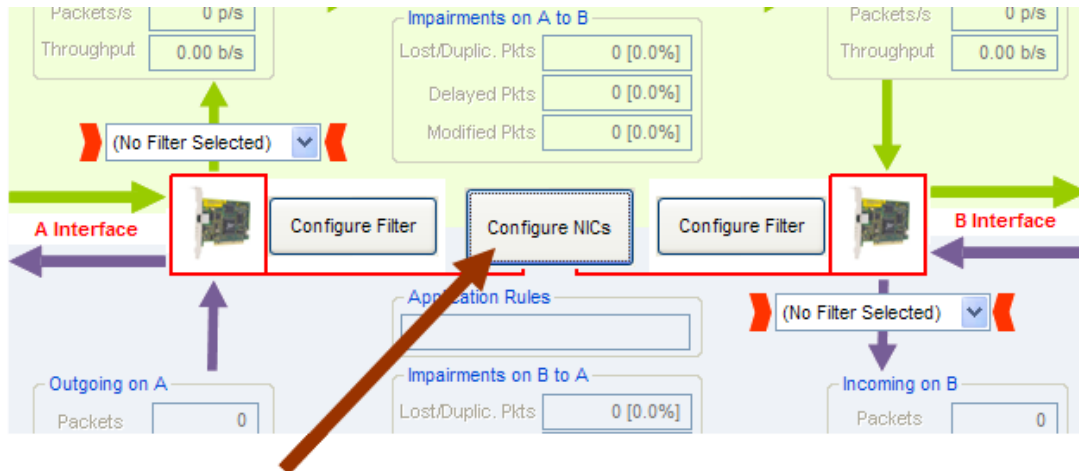 Packets/s 0 p/s
Throughput 0.00 b/s
Impairments on A to B
Lost/Duplic. Pkts 0 [0.0%]
Delayed Pkts 0 [0.0%]
Modified Pkts 0 [0.0%]
Packets/s 0 p/s
Throughput 0.00 b/s
(No Filter Selected)
A Interface
Configure Filter
Configure NICs
Configure Filter
B Interface
Application Rules
(No Filter Selected)
Outgoing on A
Packets 0
Impairments on B to A
Lost/Duplic. Pkts 0 [0.0%]
Incoming on B
Packets 0